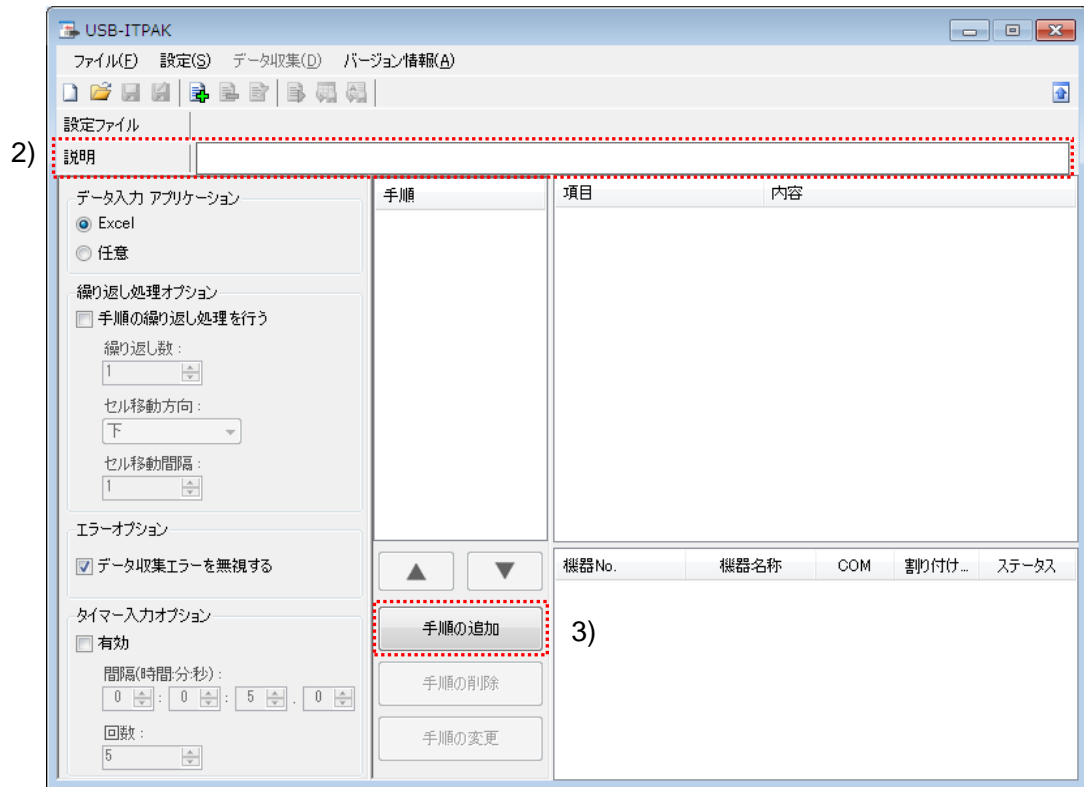 USB-ITPAK
ファイル(F) 設定(S) データ収集(D) バージョン情報(A)
設定ファイル
2)
説明
データ入力 アプリケーション
Excel
任意
繰り返し処理オプション
手順の繰り返し処理を行う
繰り返し数 :
1
セル移動方向 :
下
セル移動間隔 :
1
エラーオプション
データ収集エラーを無視する
タイマー入力オプション
有効
間隔(時間:分:秒) :
0 : 0 : 5 . 0
回数 :
5
手順
▲ ▼
手順の追加
3)
手順の削除
手順の変更
項目 内容
機器No. 機器名称 COM 割り付け... ステータス